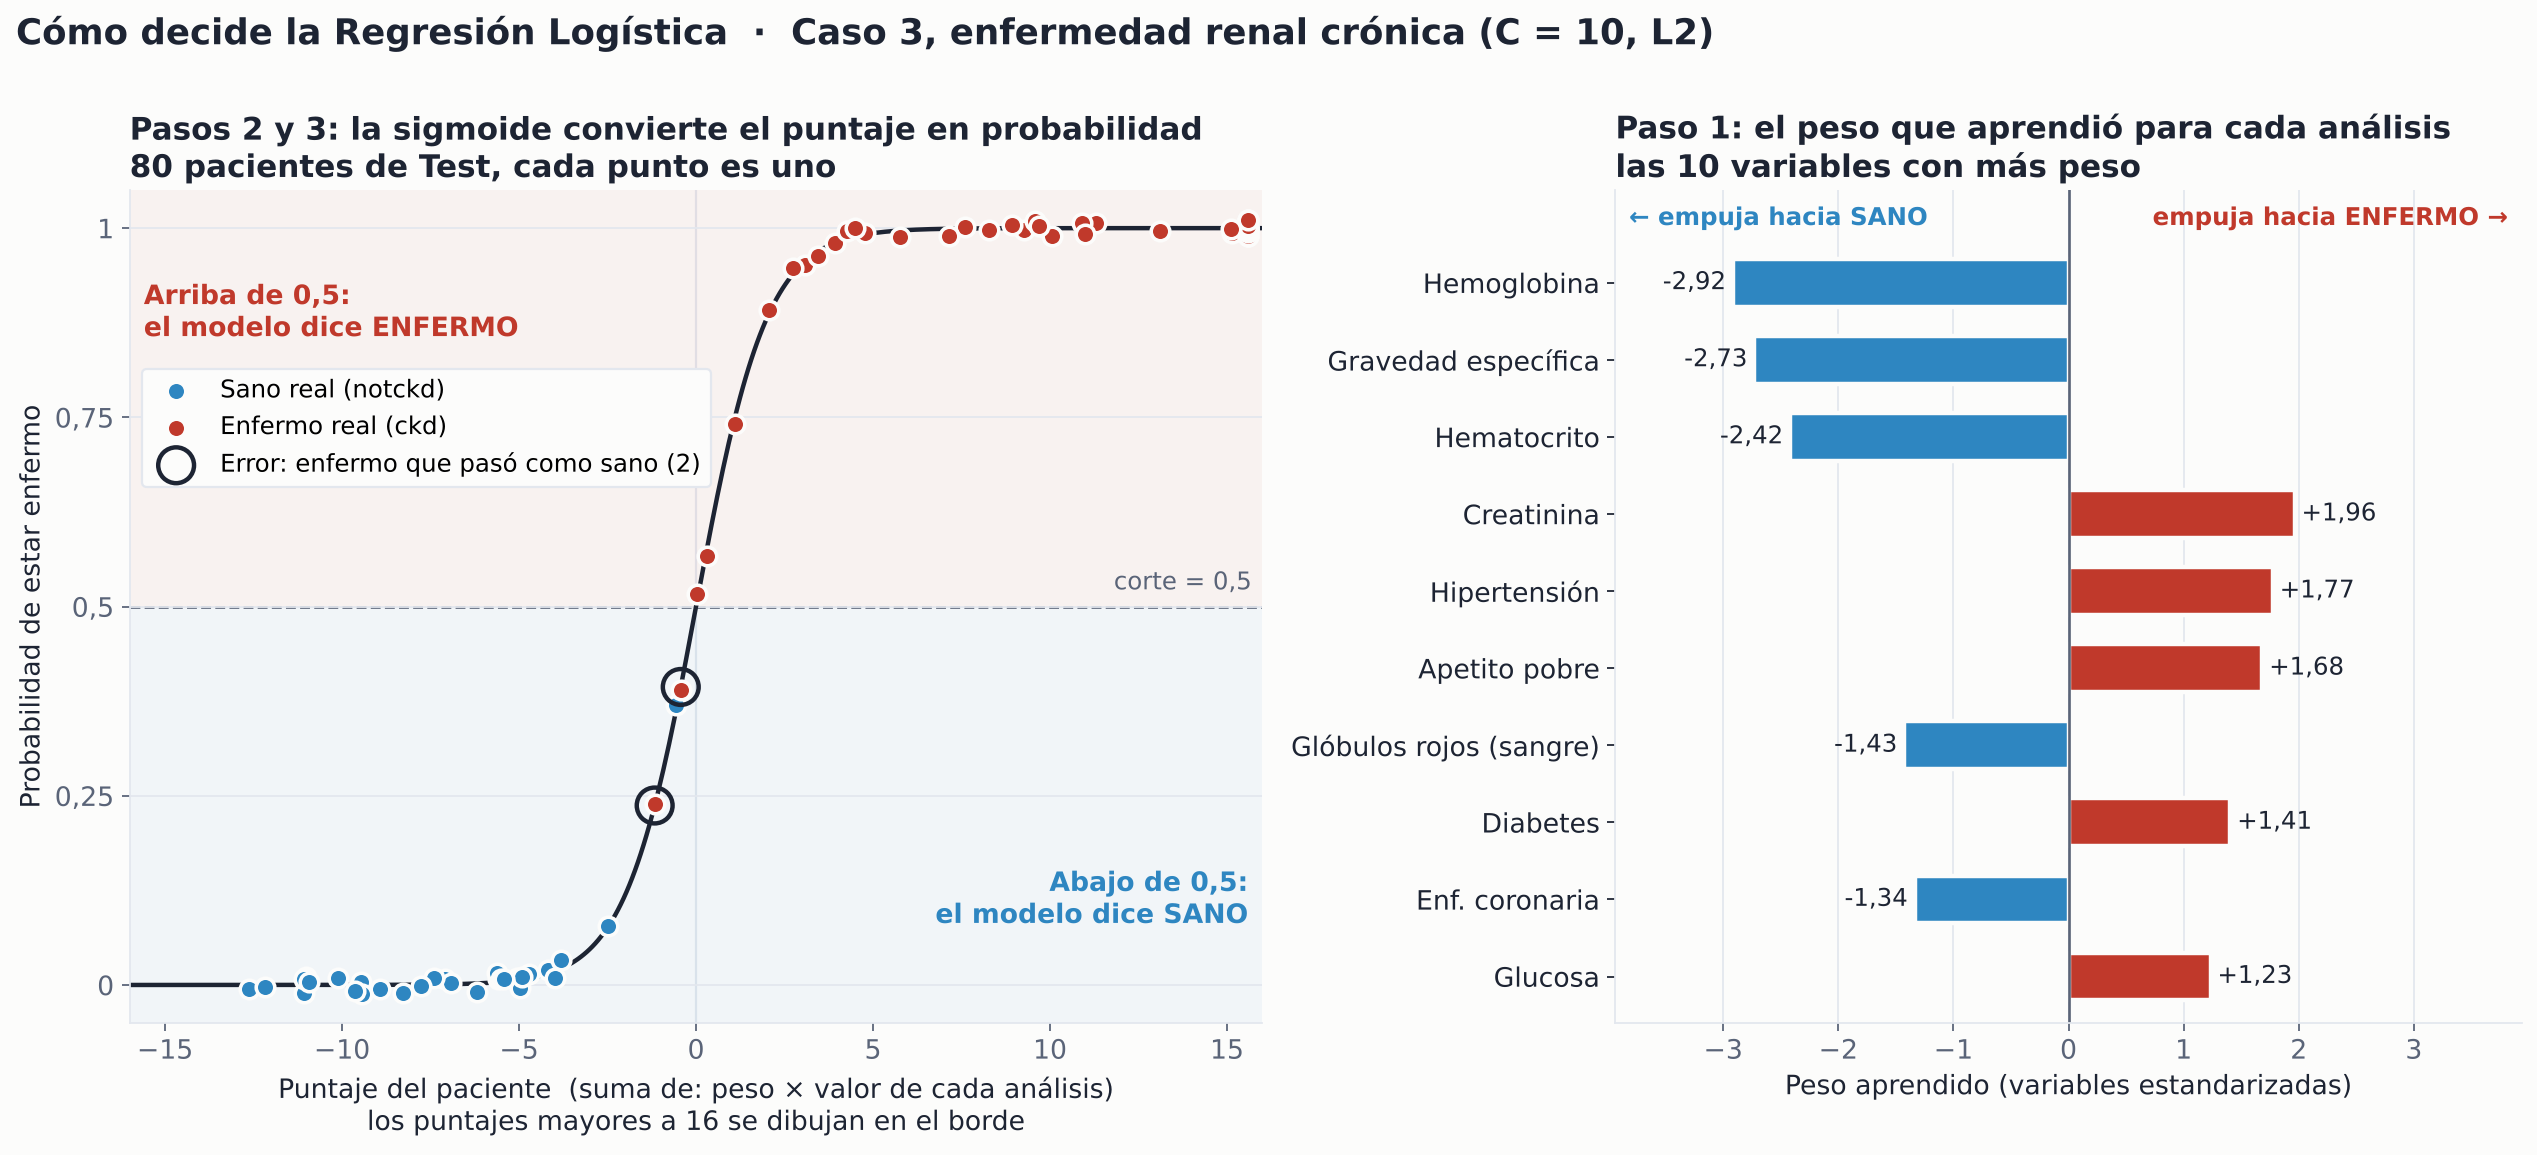 Cómo decide la Regresión Logística · Caso 3, enfermedad renal crónica (C = 10, L2)
Pasos 2 y 3: la sigmoide convierte el puntaje en probabilidad
80 pacientes de Test, cada punto es uno
Probabilidad de estar enfermo
1
0,75
0,5
0,25
0
Arriba de 0,5:
el modelo dice ENFERMO
Sano real (notckd)
Enfermo real (ckd)
Error: enfermo que pasó como sano (2)
corte = 0,5
Abajo de 0,5:
el modelo dice SANO
−15 −10 −5 0 5 10 15
Puntaje del paciente (suma de: peso × valor de cada análisis)
los puntajes mayores a 16 se dibujan en el borde
Paso 1: el peso que aprendió para cada análisis
las 10 variables con más peso
← empuja hacia SANO empuja hacia ENFERMO →
Hemoglobina -2,92
Gravedad específica -2,73
Hematocrito -2,42
Creatinina +1,96
Hipertensión +1,77
Apetito pobre +1,68
Glóbulos rojos (sangre) -1,43
Diabetes +1,41
Enf. coronaria -1,34
Glucosa +1,23
−3 −2 −1 0 1 2 3
Peso aprendido (variables estandarizadas)